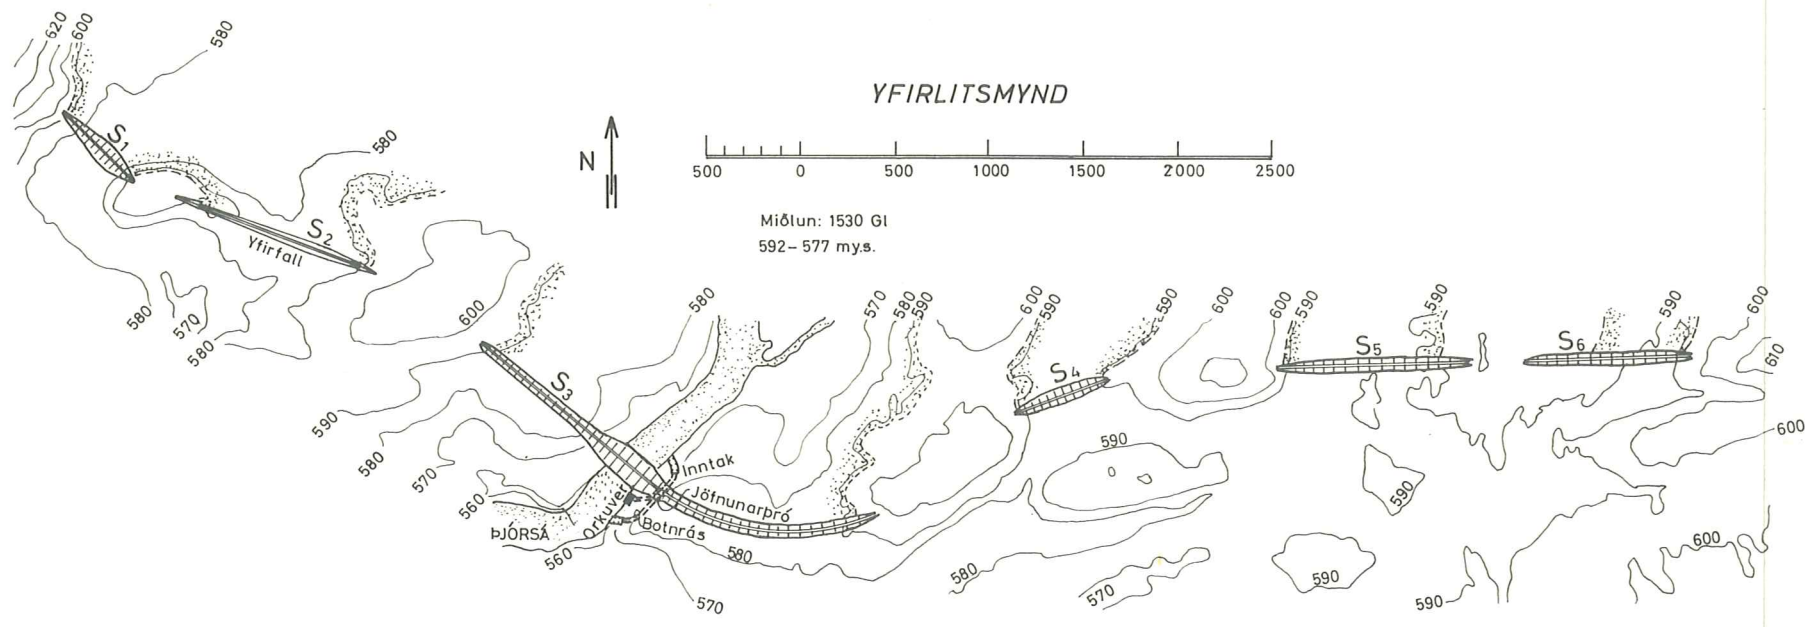 YFIRLITSMYND
N
500 0 500 1000 1500 2000 2500
Miðlun: 1530 Gl
592–577 m y.s.
620 600 580
S1
580
S2
Yfirfall
580
570
580
600
S3
590
580
570
560
580
570 580 590
Inntak
Jöfnunarþró
Orkuver
Botnrás
ÞJÓRSÁ
560
580
570
600 590
590
S4
600
600 590
590
S5
S6
590
600
610
600
590
590
580
570
590
590
600